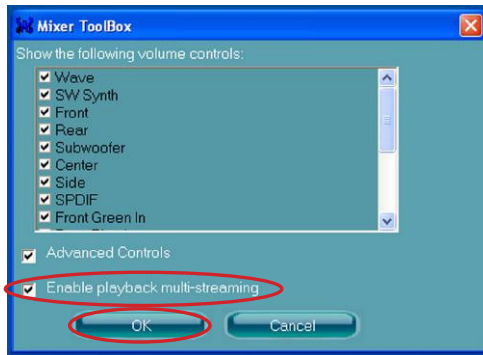 Mixer ToolBox
Show the following volume controls:
Wave
SW Synth
Front
Rear
Subwoofer
Center
Side
SPDIF
Front Green In
Advanced Controls
Enable playback multi-streaming
OK
Cancel